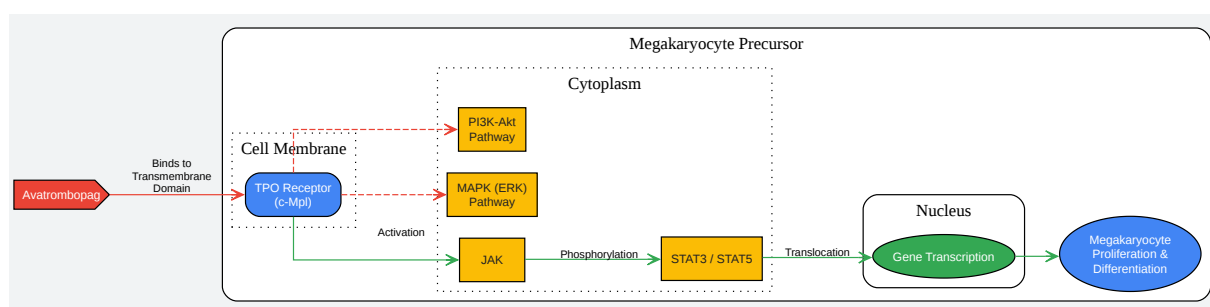 Megakaryocyte Precursor
Cytoplasm
PI3K-Akt
Pathway
Cell Membrane
Binds to
Transmembrane
Domain
Avatrombopag
TPO Receptor
(c-Mpl)
MAPK (ERK)
Pathway
Activation
JAK
Phosphorylation
STAT3 / STAT5
Translocation
Nucleus
Gene Transcription
Megakaryocyte
Proliferation &
Differentiation